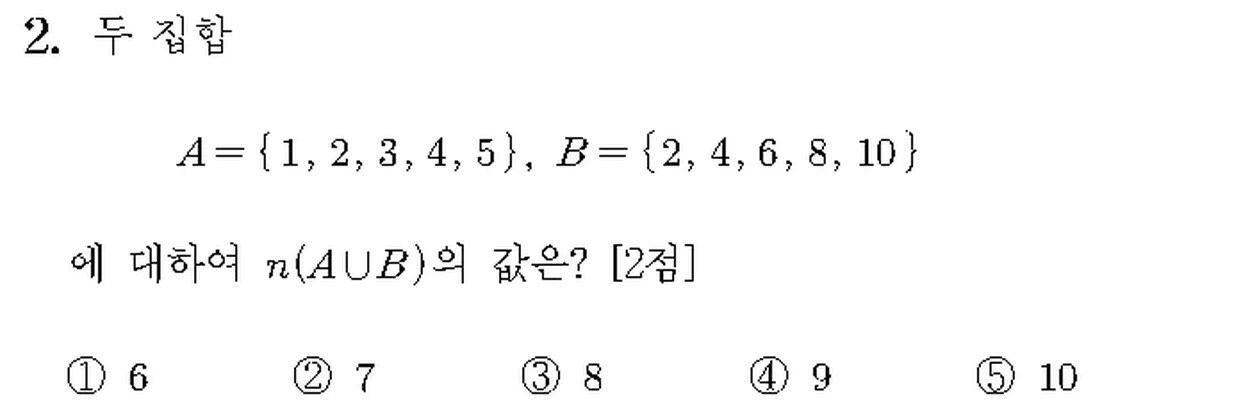 2. 두 집합
A={1, 2, 3, 4, 5}, B={2, 4, 6, 8, 10}
에 대하여 n(A∪B)의 값은? [2점]
① 6 ② 7 ③ 8 ④ 9 ⑤ 10